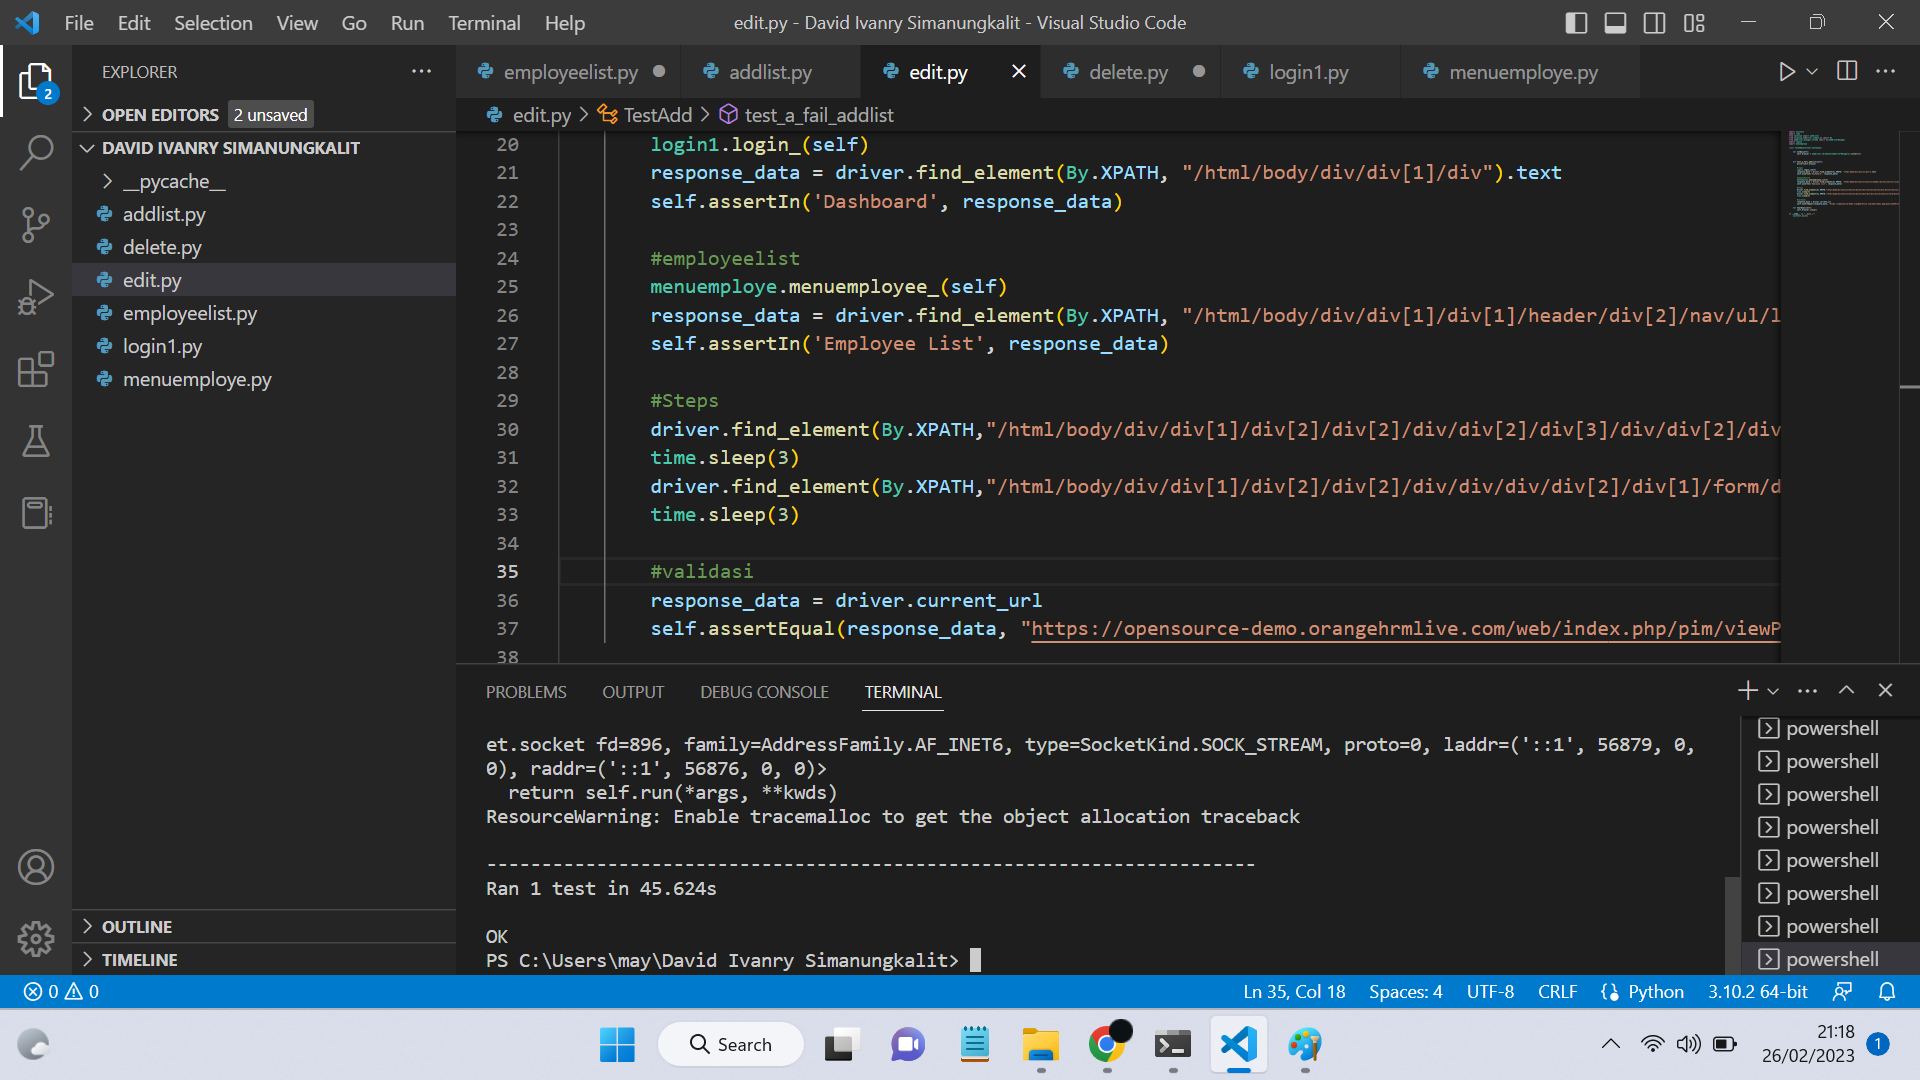 File Edit Selection View Go Run Terminal Help
edit.py - David Ivanry Simanungkalit - Visual Studio Code
EXPLORER
2
OPEN EDITORS 2 unsaved
DAVID IVANRY SIMANUNGKALIT
__pycache__
addlist.py
delete.py
edit.py
employeelist.py
login1.py
menuemploye.py
OUTLINE
TIMELINE
employeelist.py addlist.py edit.py delete.py login1.py menuemploye.py
edit.py > TestAdd > test_a_fail_addlist
20 login1.login_(self)
21 response_data = driver.find_element(By.XPATH, "/html/body/div/div[1]/div").text
22 self.assertIn('Dashboard', response_data)
23
24 #employeelist
25 menuemploye.menuemployee_(self)
26 response_data = driver.find_element(By.XPATH, "/html/body/div/div[1]/div[1]/header/div[2]/nav/ul/l
27 self.assertIn('Employee List', response_data)
28
29 #Steps
30 driver.find_element(By.XPATH,"/html/body/div/div[1]/div[2]/div[2]/div/div[2]/div[3]/div/div[2]/div
31 time.sleep(3)
32 driver.find_element(By.XPATH,"/html/body/div/div[1]/div[2]/div[2]/div/div/div/div[2]/div[1]/form/d
33 time.sleep(3)
34
35 #validasi
36 response_data = driver.current_url
37 self.assertEqual(response_data, "https://opensource-demo.orangehrmlive.com/web/index.php/pim/viewP
38
PROBLEMS OUTPUT DEBUG CONSOLE TERMINAL
et.socket fd=896, family=AddressFamily.AF_INET6, type=SocketKind.SOCK_STREAM, proto=0, laddr=('::1', 56879, 0,
0), raddr=('::1', 56876, 0, 0)>
return self.run(*args, **kwds)
ResourceWarning: Enable tracemalloc to get the object allocation traceback
----------------------------------------------------------------------
Ran 1 test in 45.624s
OK
PS C:\Users\may\David Ivanry Simanungkalit>
powershell
powershell
powershell
powershell
powershell
powershell
powershell
powershell
0 0 Ln 35, Col 18 Spaces: 4 UTF-8 CRLF Python 3.10.2 64-bit
Search
21:18
26/02/2023
1